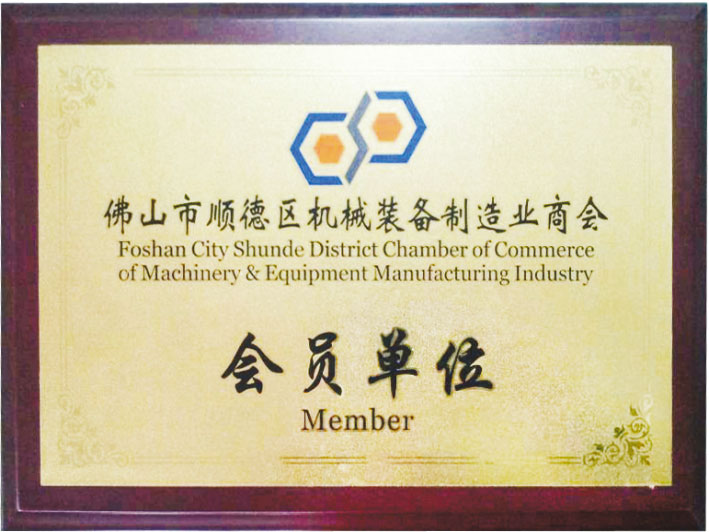 佛山市顺德区机械装备制造业商会
Foshan City Shunde District Chamber of Commerce
of Machinery & Equipment Manufacturing Industry
会员单位
Member